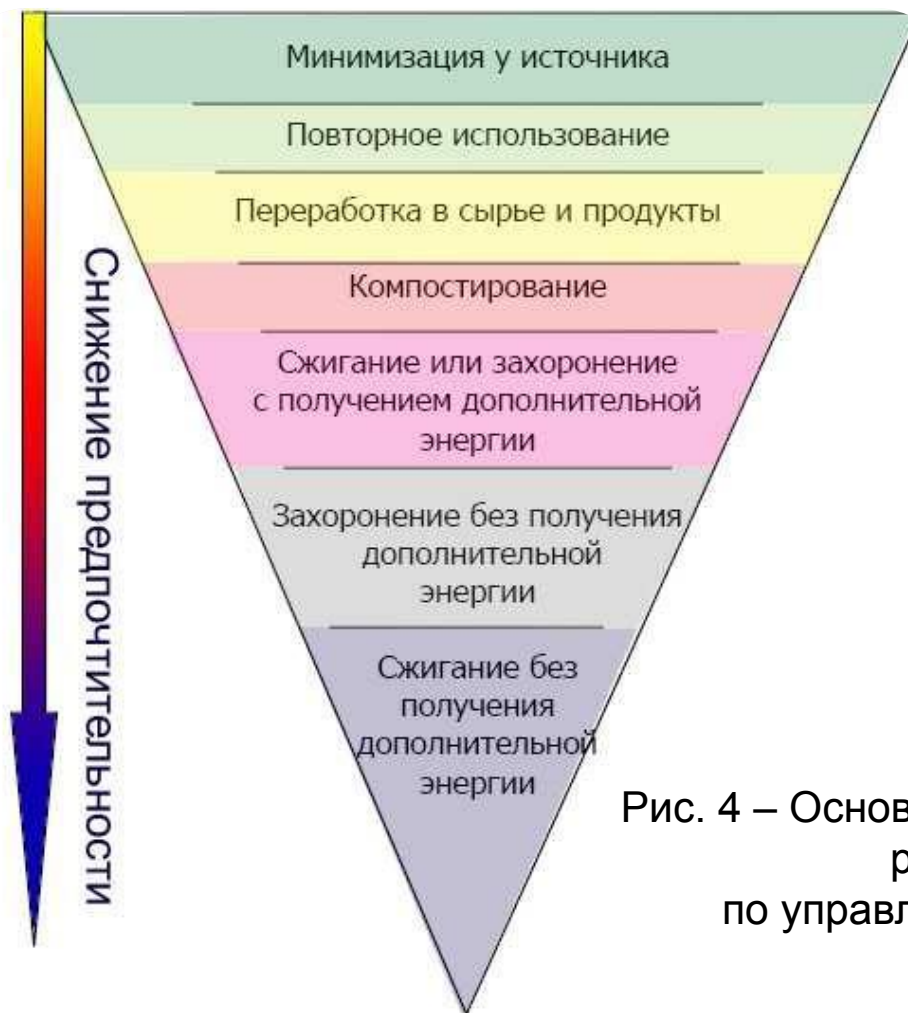 Минимизация у источника
Повторное использование
Переработка в сырье и продукты
Компостирование
Сжигание или захоронение
с получением дополнительной
энергии
Захоронение без получения
дополнительной
энергии
Сжигание без
получения
дополнительной
энергии
Снижение предпочтительности
Рис. 4 – Основ
р
по управл